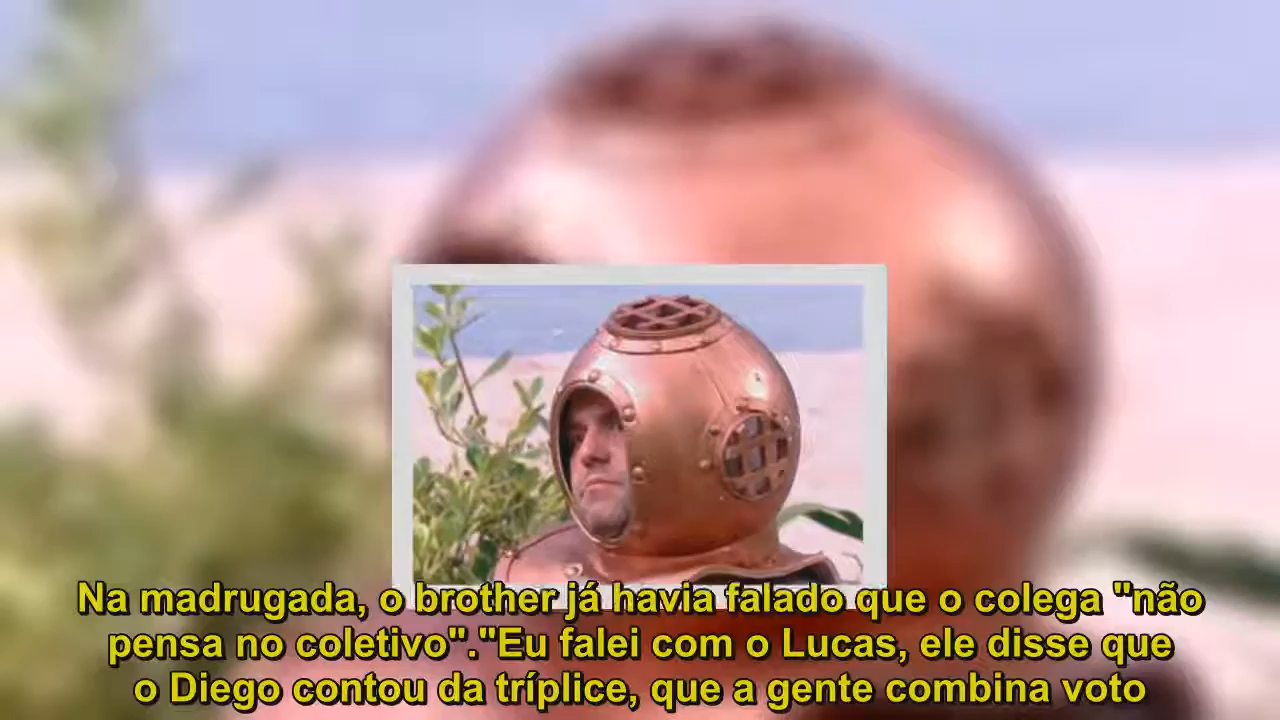 Na madrugada, o brother já havia falado que o colega "não
pensa no coletivo"."Eu falei com o Lucas, ele disse que
o Diego contou da tríplice, que a gente combina voto